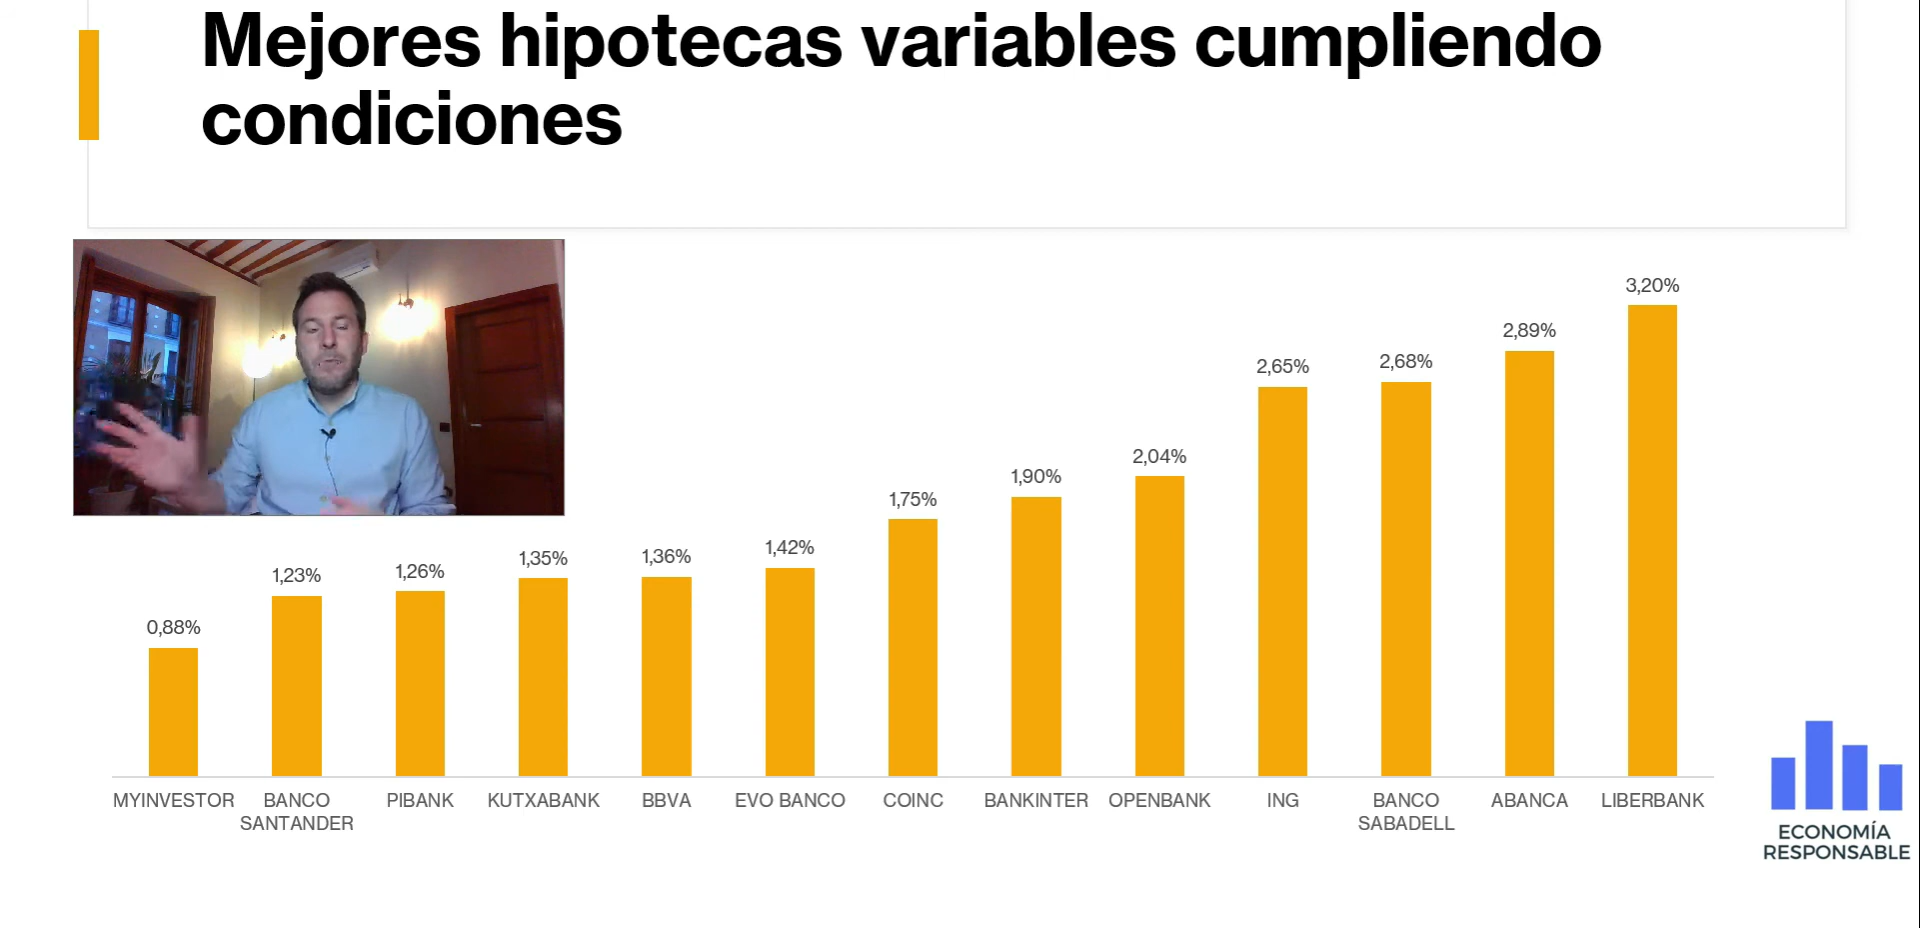 Mejores hipotecas variables cumpliendo
condiciones
3,20%
2,89%
2,68%
2,65%
2,04%
1,90%
1,75%
1,42%
1,36%
1,35%
1,26%
1,23%
0,88%
MYINVESTOR
BANCO
SANTANDER
PIBANK
KUTXABANK
BBVA
EVO BANCO
COINC
BANKINTER
OPENBANK
ING
BANCO
SABADELL
ABANCA
LIBERBANK
ECONOMÍA
RESPONSABLE